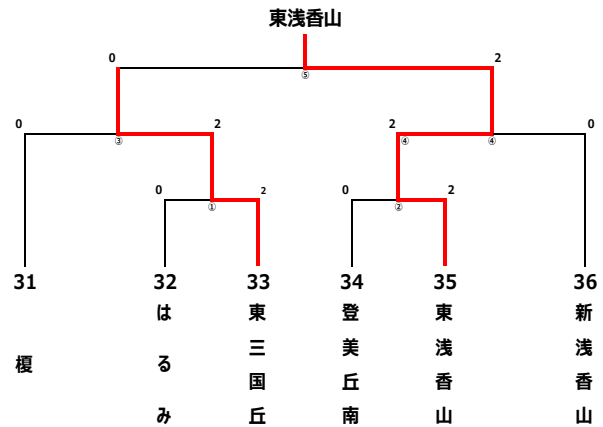 東浅香山
0 2
⑤
0 2 2 0
③ ④ ④
0 2 0 2
① ②
31 32 33 34 35 36
榎
はるみ
東三国丘
登美丘南
東浅香山
新浅香山